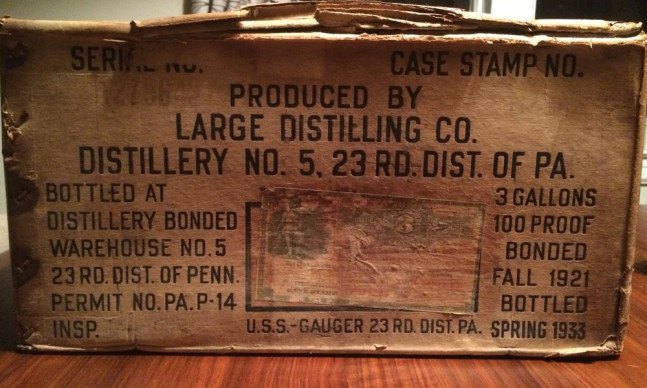 SERIAL NO. CASE STAMP NO.
PRODUCED BY
LARGE DISTILLING CO.
DISTILLERY NO. 5, 23 RD. DIST. OF PA.
BOTTLED AT
DISTILLERY BONDED
WAREHOUSE NO. 5
23 RD. DIST. OF PENN.
PERMIT NO. PA. P-14
INSP.
3 GALLONS
100 PROOF
BONDED
FALL 1921
BOTTLED
SPRING 1933
U.S.S.-GAUGER 23 RD. DIST. PA.